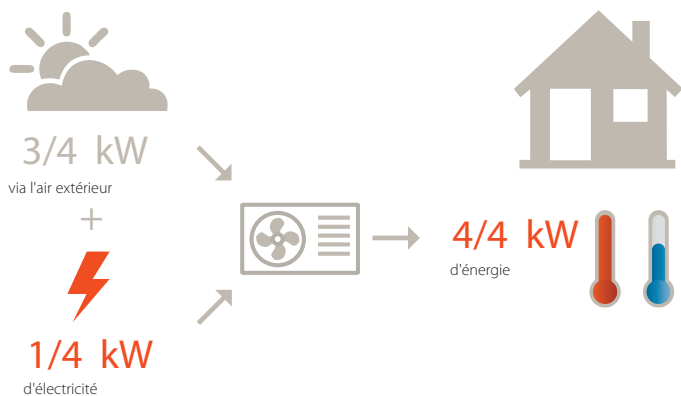 3/4 kW
via l'air extérieur
+
1/4 kW
d'électricité
4/4 kW
d'énergie